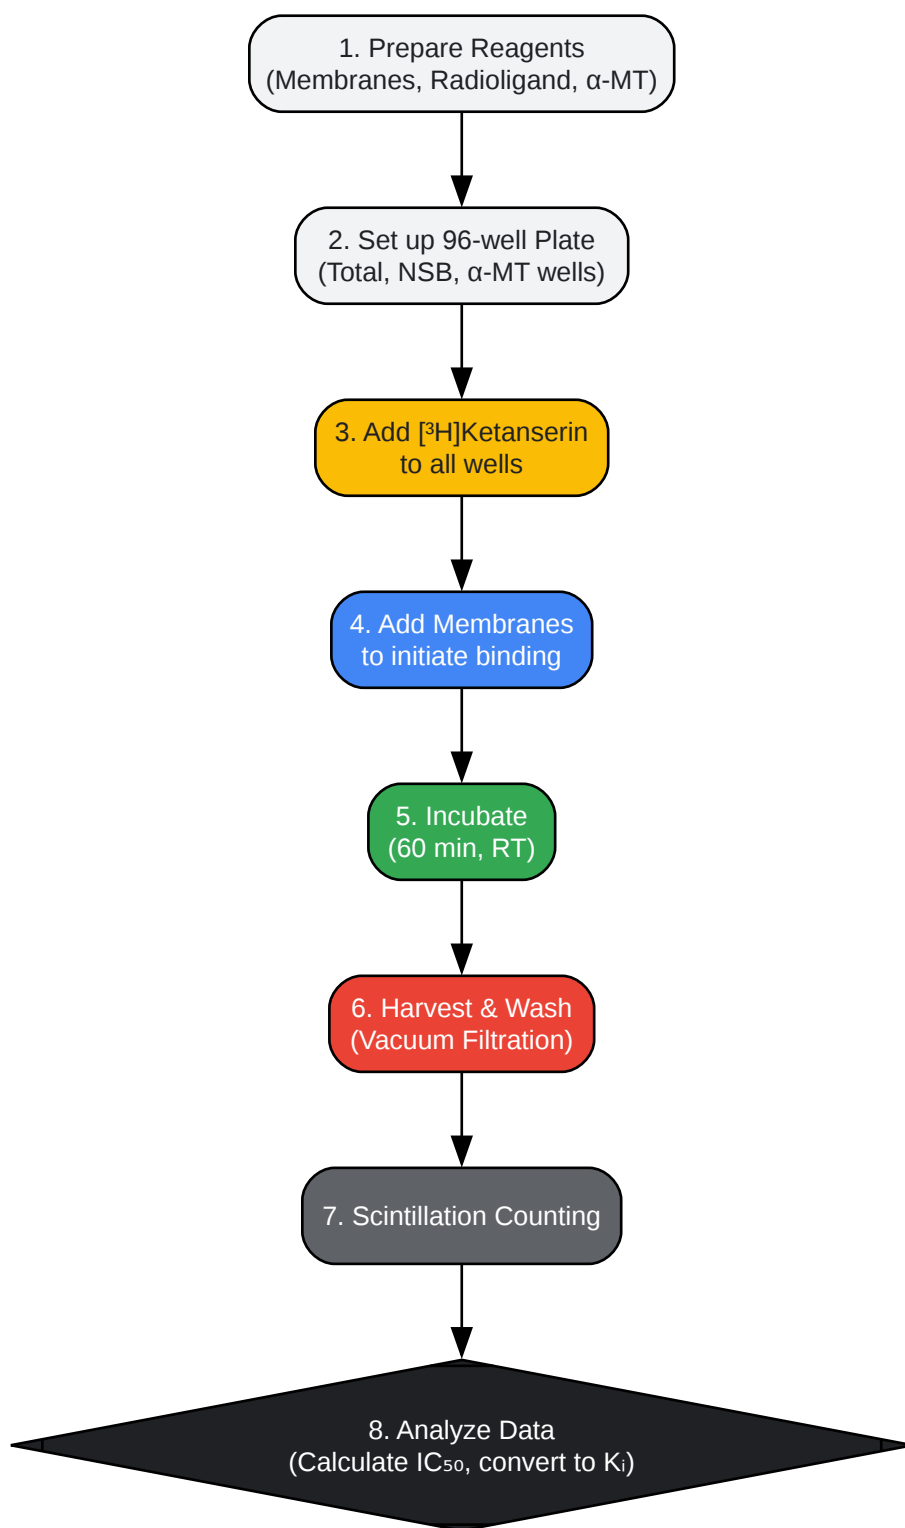 1. Prepare Reagents
(Membranes, Radioligand, α-MT)
2. Set up 96-well Plate
(Total, NSB, α-MT wells)
3. Add [³H]Ketanserin
to all wells
4. Add Membranes
to initiate binding
5. Incubate
(60 min, RT)
6. Harvest & Wash
(Vacuum Filtration)
7. Scintillation Counting
8. Analyze Data
(Calculate IC₅₀, convert to Kᵢ)